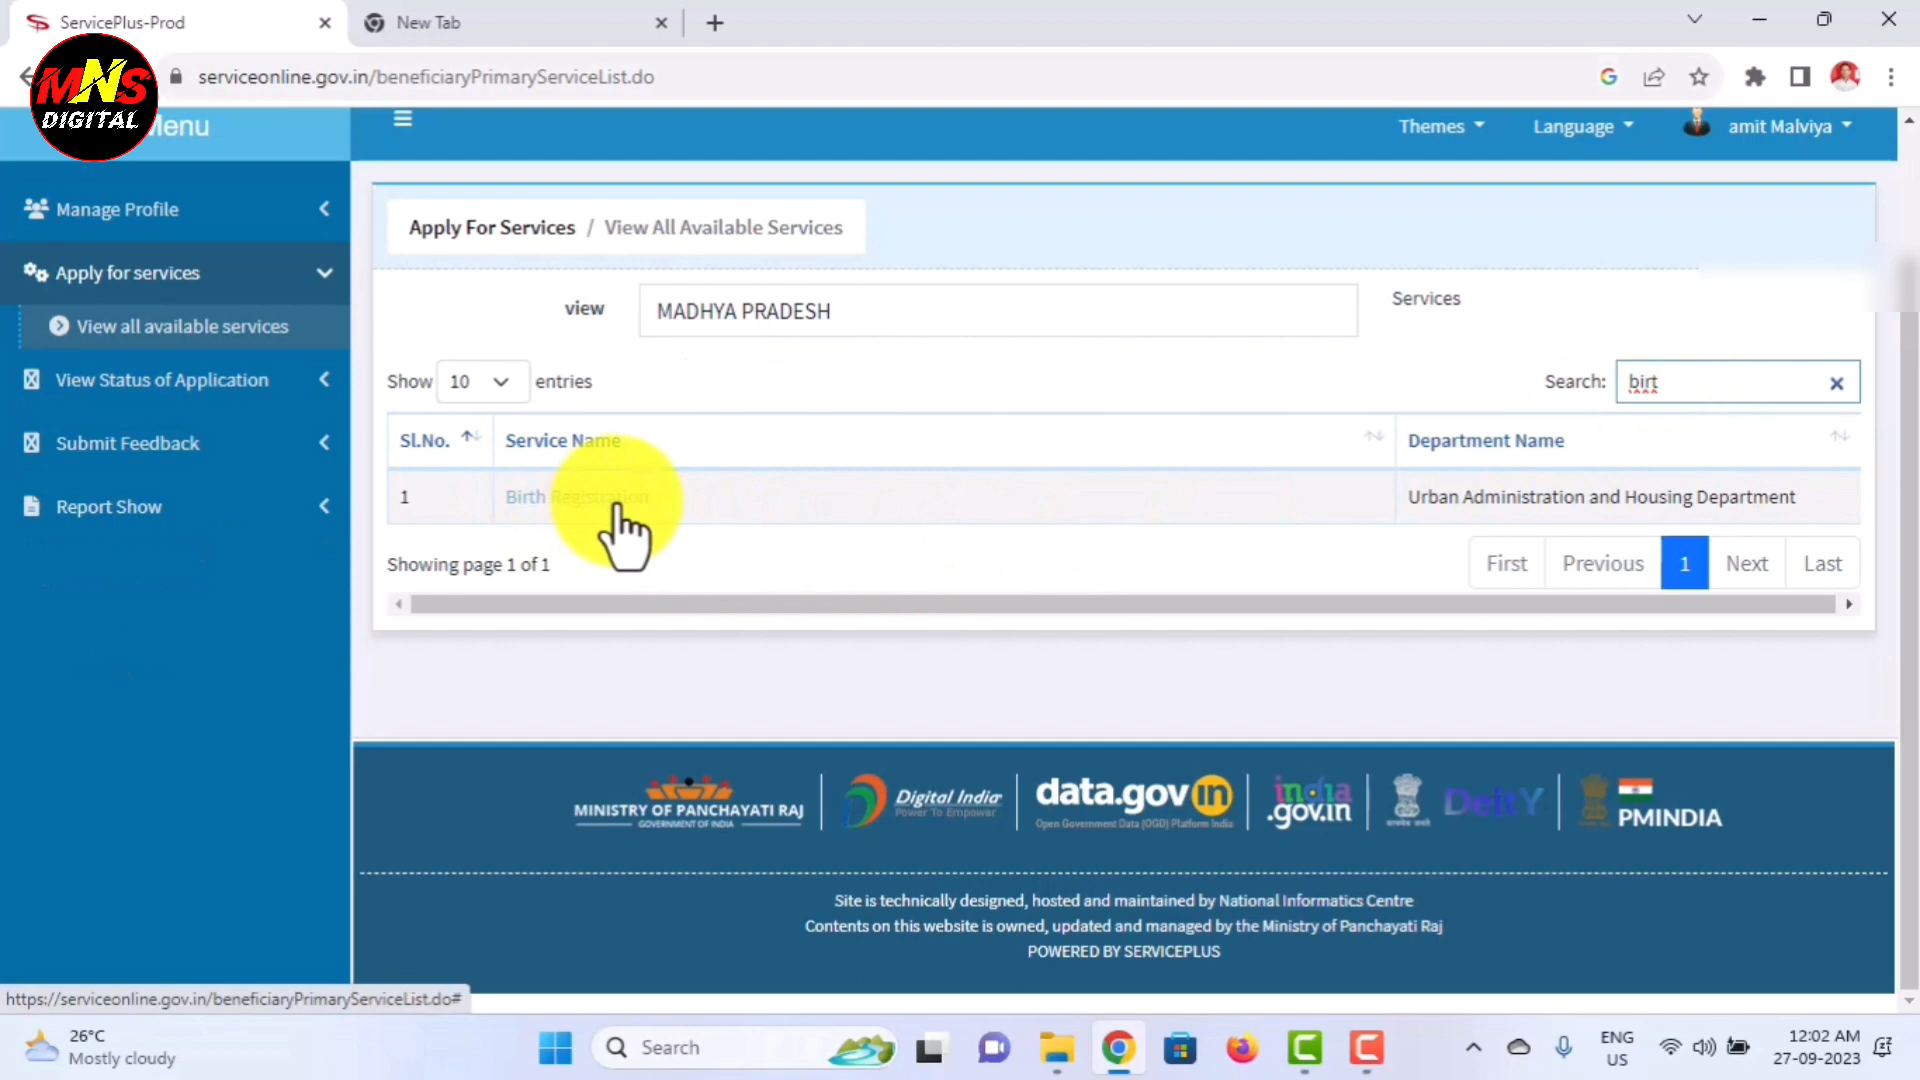 ServicePlus-Prod
New Tab
serviceonline.gov.in/beneficiaryPrimaryServiceList.do
MNS
DIGITAL
Menu
Themes
Language
amit Malviya
Manage Profile
Apply for services
View all available services
View Status of Application
Submit Feedback
Report Show
Apply For Services / View All Available Services
view
MADHYA PRADESH
Services
Show 10 entries
Search: birt
Sl.No.
Service Name
Department Name
1
Birth Registration
Urban Administration and Housing Department
Showing page 1 of 1
First
Previous
1
Next
Last
MINISTRY OF PANCHAYATI RAJ
GOVERNMENT OF INDIA
Digital India
Power To Empower
data.gov in
Open Government Data (OGD) Platform India
india
.gov.in
सत्यमेव जयते
DeitY
PMINDIA
Site is technically designed, hosted and maintained by National Informatics Centre
Contents on this website is owned, updated and managed by the Ministry of Panchayati Raj
POWERED BY SERVICEPLUS
https://serviceonline.gov.in/beneficiaryPrimaryServiceList.do#
26°C
Mostly cloudy
Search
ENG
US
12:02 AM
27-09-2023